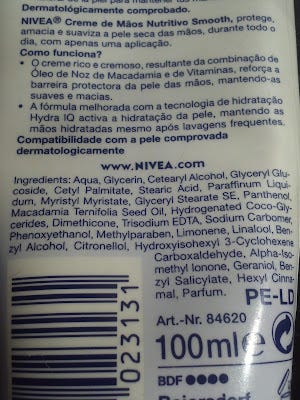 Dermatológicamente comprobado.
NIVEA® Creme de Mãos Nutritivo Smooth, protege,
amacia e suaviza a pele seca das mãos, durante todo o
dia, com apenas uma aplicação.
Como funciona?
• O creme rico e cremoso, resultante da combinação de
Óleo de Noz de Macadamia e de Vitaminas, reforça a
barreira protectora da pele das mãos, mantendo-as
suaves e macias.
• A fórmula melhorada com a tecnologia de hidratação
Hydra IQ activa a hidratação da pele, mantendo as
mãos hidratadas mesmo após lavagens frequentes.
Compatibilidade com a pele comprovada
dermatologicamente
www.NIVEA.com
Ingredients: Aqua, Glycerin, Cetearyl Alcohol, Glyceryl Glu-
coside, Cetyl Palmitate, Stearic Acid, Paraffinum Liqui-
dum, Myristyl Myristate, Glyceryl Stearate SE, Panthenol,
Macadamia Ternifolia Seed Oil, Hydrogenated Coco-Gly-
cerides, Dimethicone, Trisodium EDTA, Sodium Carbomer,
Phenoxyethanol, Methylparaben, Limonene, Linalool, Ben-
zyl Alcohol, Citronellol, Hydroxyisohexyl 3-Cyclohexene
Carboxaldehyde, Alpha-Iso-
methyl Ionone, Geraniol, Ben-
zyl Salicylate, Hexyl Cinna-
mal, Parfum.
PE-LD
Art.-Nr. 84620
100ml e
BDF
Beiersdorf
023131